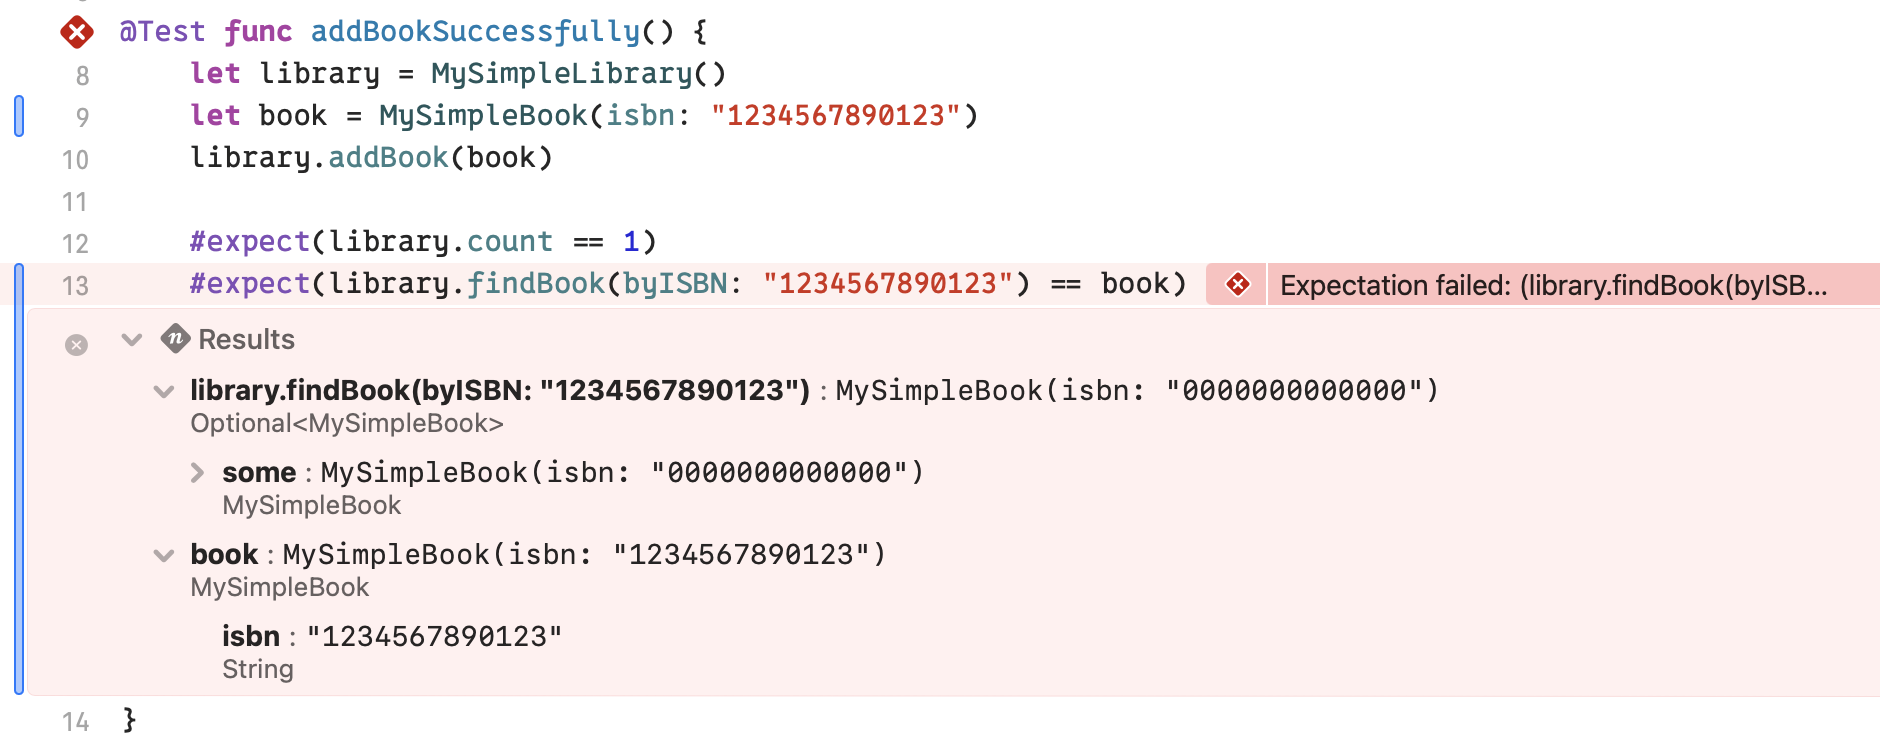 @Test func addBookSuccessfully() {
8 let library = MySimpleLibrary()
9 let book = MySimpleBook(isbn: "1234567890123")
10 library.addBook(book)
11
12 #expect(library.count == 1)
13 #expect(library.findBook(byISBN: "1234567890123") == book) Expectation failed: (library.findBook(byISB...
n Results
library.findBook(byISBN: "1234567890123") : MySimpleBook(isbn: "0000000000000")
Optional<MySimpleBook>
some : MySimpleBook(isbn: "0000000000000")
MySimpleBook
book : MySimpleBook(isbn: "1234567890123")
MySimpleBook
isbn : "1234567890123"
String
14 }